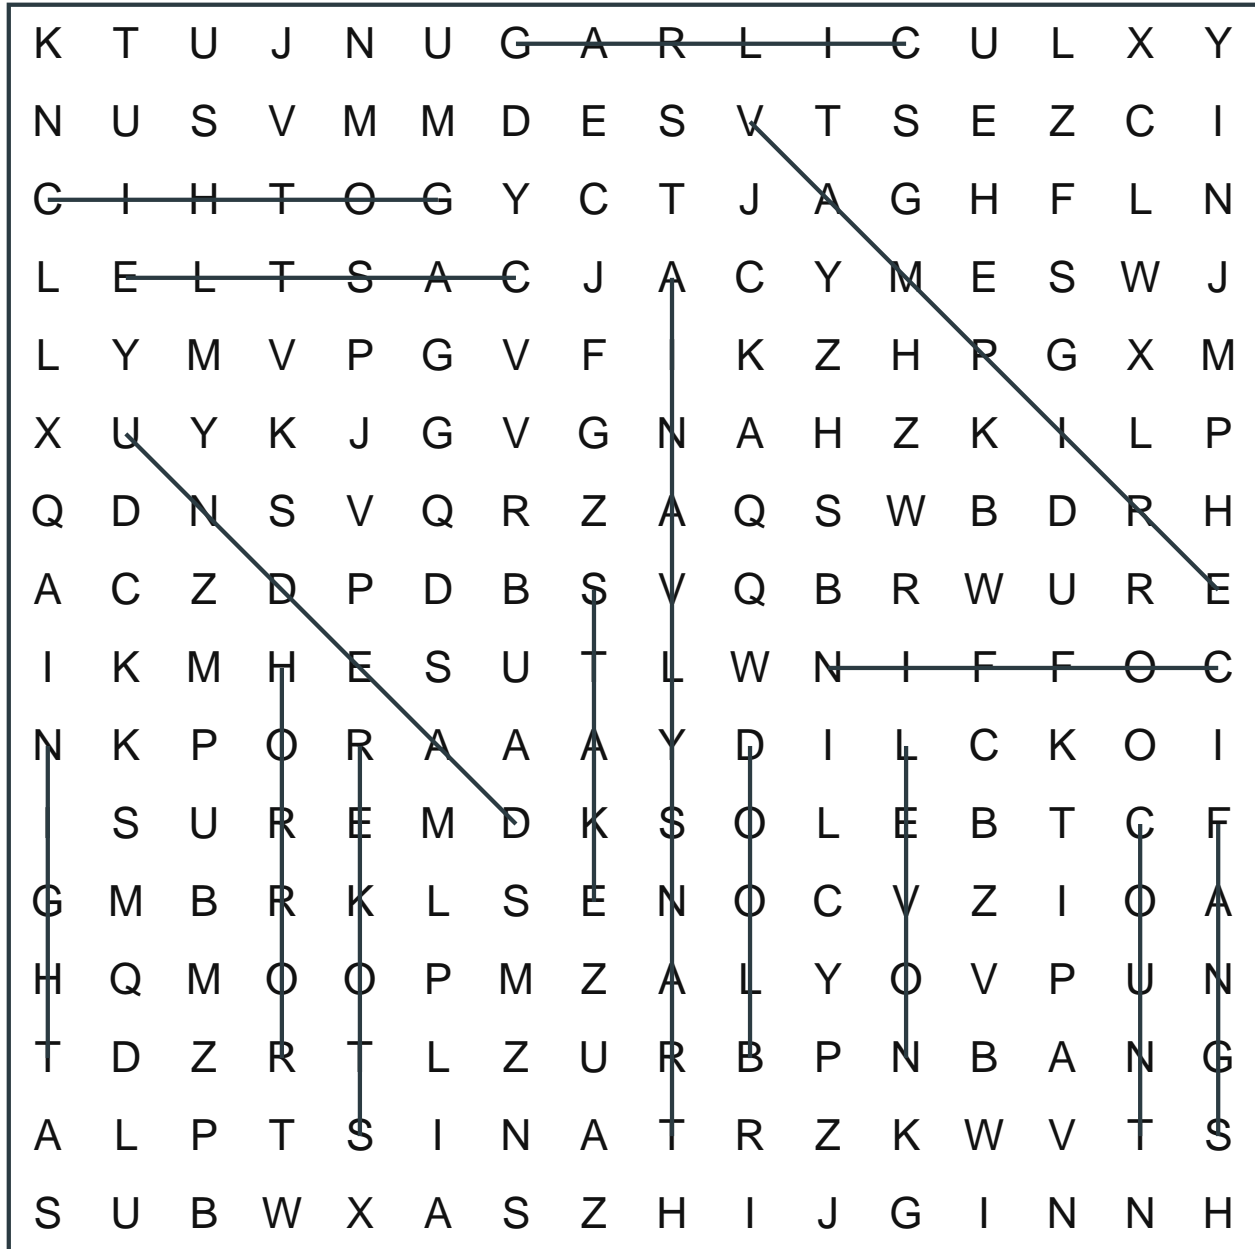 K T U J N U G A R L I C U L X Y
N U S V M M D E S V T S E Z C I
C I H T O G Y C T J A G H F L N
L E L T S A C J A C Y M E S W J
L Y M V P G V F I K Z H P G X M
X U Y K J G V G N A H Z K I L P
Q D N S V Q R Z A Q S W B D R H
A C Z D P D B S V Q B R W U R E
I K M H E S U T L W N I F F O C
N K P O R A A A Y D I L C K O I
I S U R E M D K S O L E B T C F
G M B R K L S E N O C V Z I O A
H Q M O O P M Z A L Y O V P U N
T D Z R T L Z U R B P N B A N G
A L P T S I N A T R Z K W V T S
S U B W X A S Z H I J G I N N H